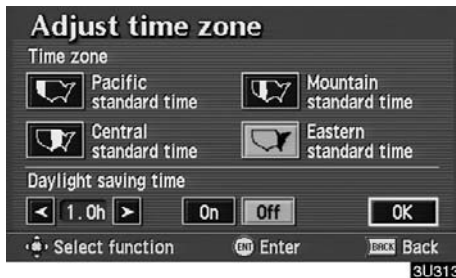 Adjust time zone
Time zone
Pacific standard time
Mountain standard time
Central standard time
Eastern standard time
Daylight saving time
< 1.0h > On Off OK
Select function ENT Enter BACK Back
3U313